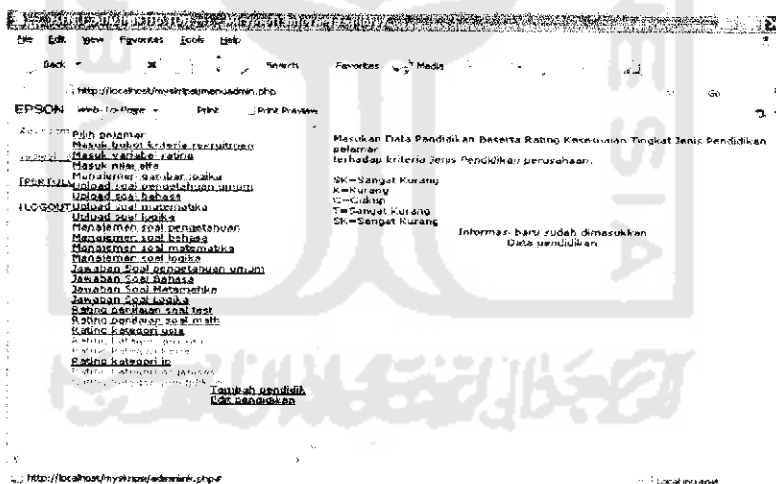 File Edit View Favorites Tools Help
Back Search Favorites Media
http://localhost/myskripsi/menuadmin.php Go
EPSON Web-To-Page Print Print Preview
Pilih pelamar
Masuk bobot kriteria recruitmen
Masuk variabel rating
Masuk nilai alfa
Manajemen gambar logika
Upload soal pengetahuan umum
Upload soal bahasa
Upload soal matematika
Upload soal logika
Manajemen soal pengetahuan
Manajemen soal bahasa
Manajemen soal matematika
Manajemen soal logika
Jawaban Soal pengetahuan umum
Jawaban Soal Bahasa
Jawaban Soal Matematika
Jawaban Soal Logika
Rating penilaian soal test
Rating penilaian soal math
Rating kategori usia
Rating kategori ip
Tambah pendidik
Edit pendidikan
LOGOUT
Masukan Data Pendidikan Beserta Rating Kesesuaian Tingkat Jenis Pendidikan
pelamar
terhadap kriteria Jenis Pendidikan perusahaan.
SK=Sangat Kurang
K=Kurang
C=Cukup
T=Sangat Kurang
SK=Sangat Kurang
Informasi baru sudah dimasukkan
Data pendidikan
http://localhost/myskripsi/adminlink.php#
Local intranet